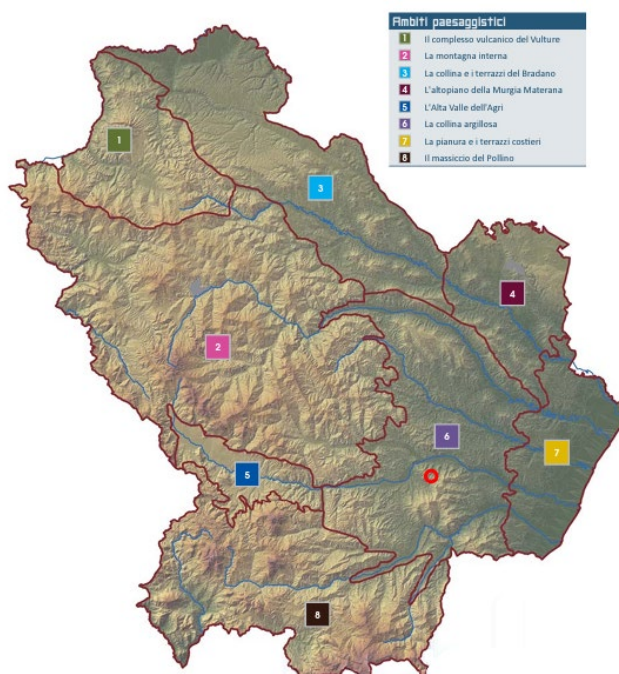 Ambiti paesaggistici
1 Il complesso vulcanico del Vulture
2 La montagna interna
3 La collina e i terrazzi del Bradano
4 L'altopiano della Murgia Materana
5 L'Alta Valle dell'Agri
6 La collina argillosa
7 La pianura e i terrazzi costieri
8 Il massiccio del Pollino
1
3
4
2
6
7
5
8